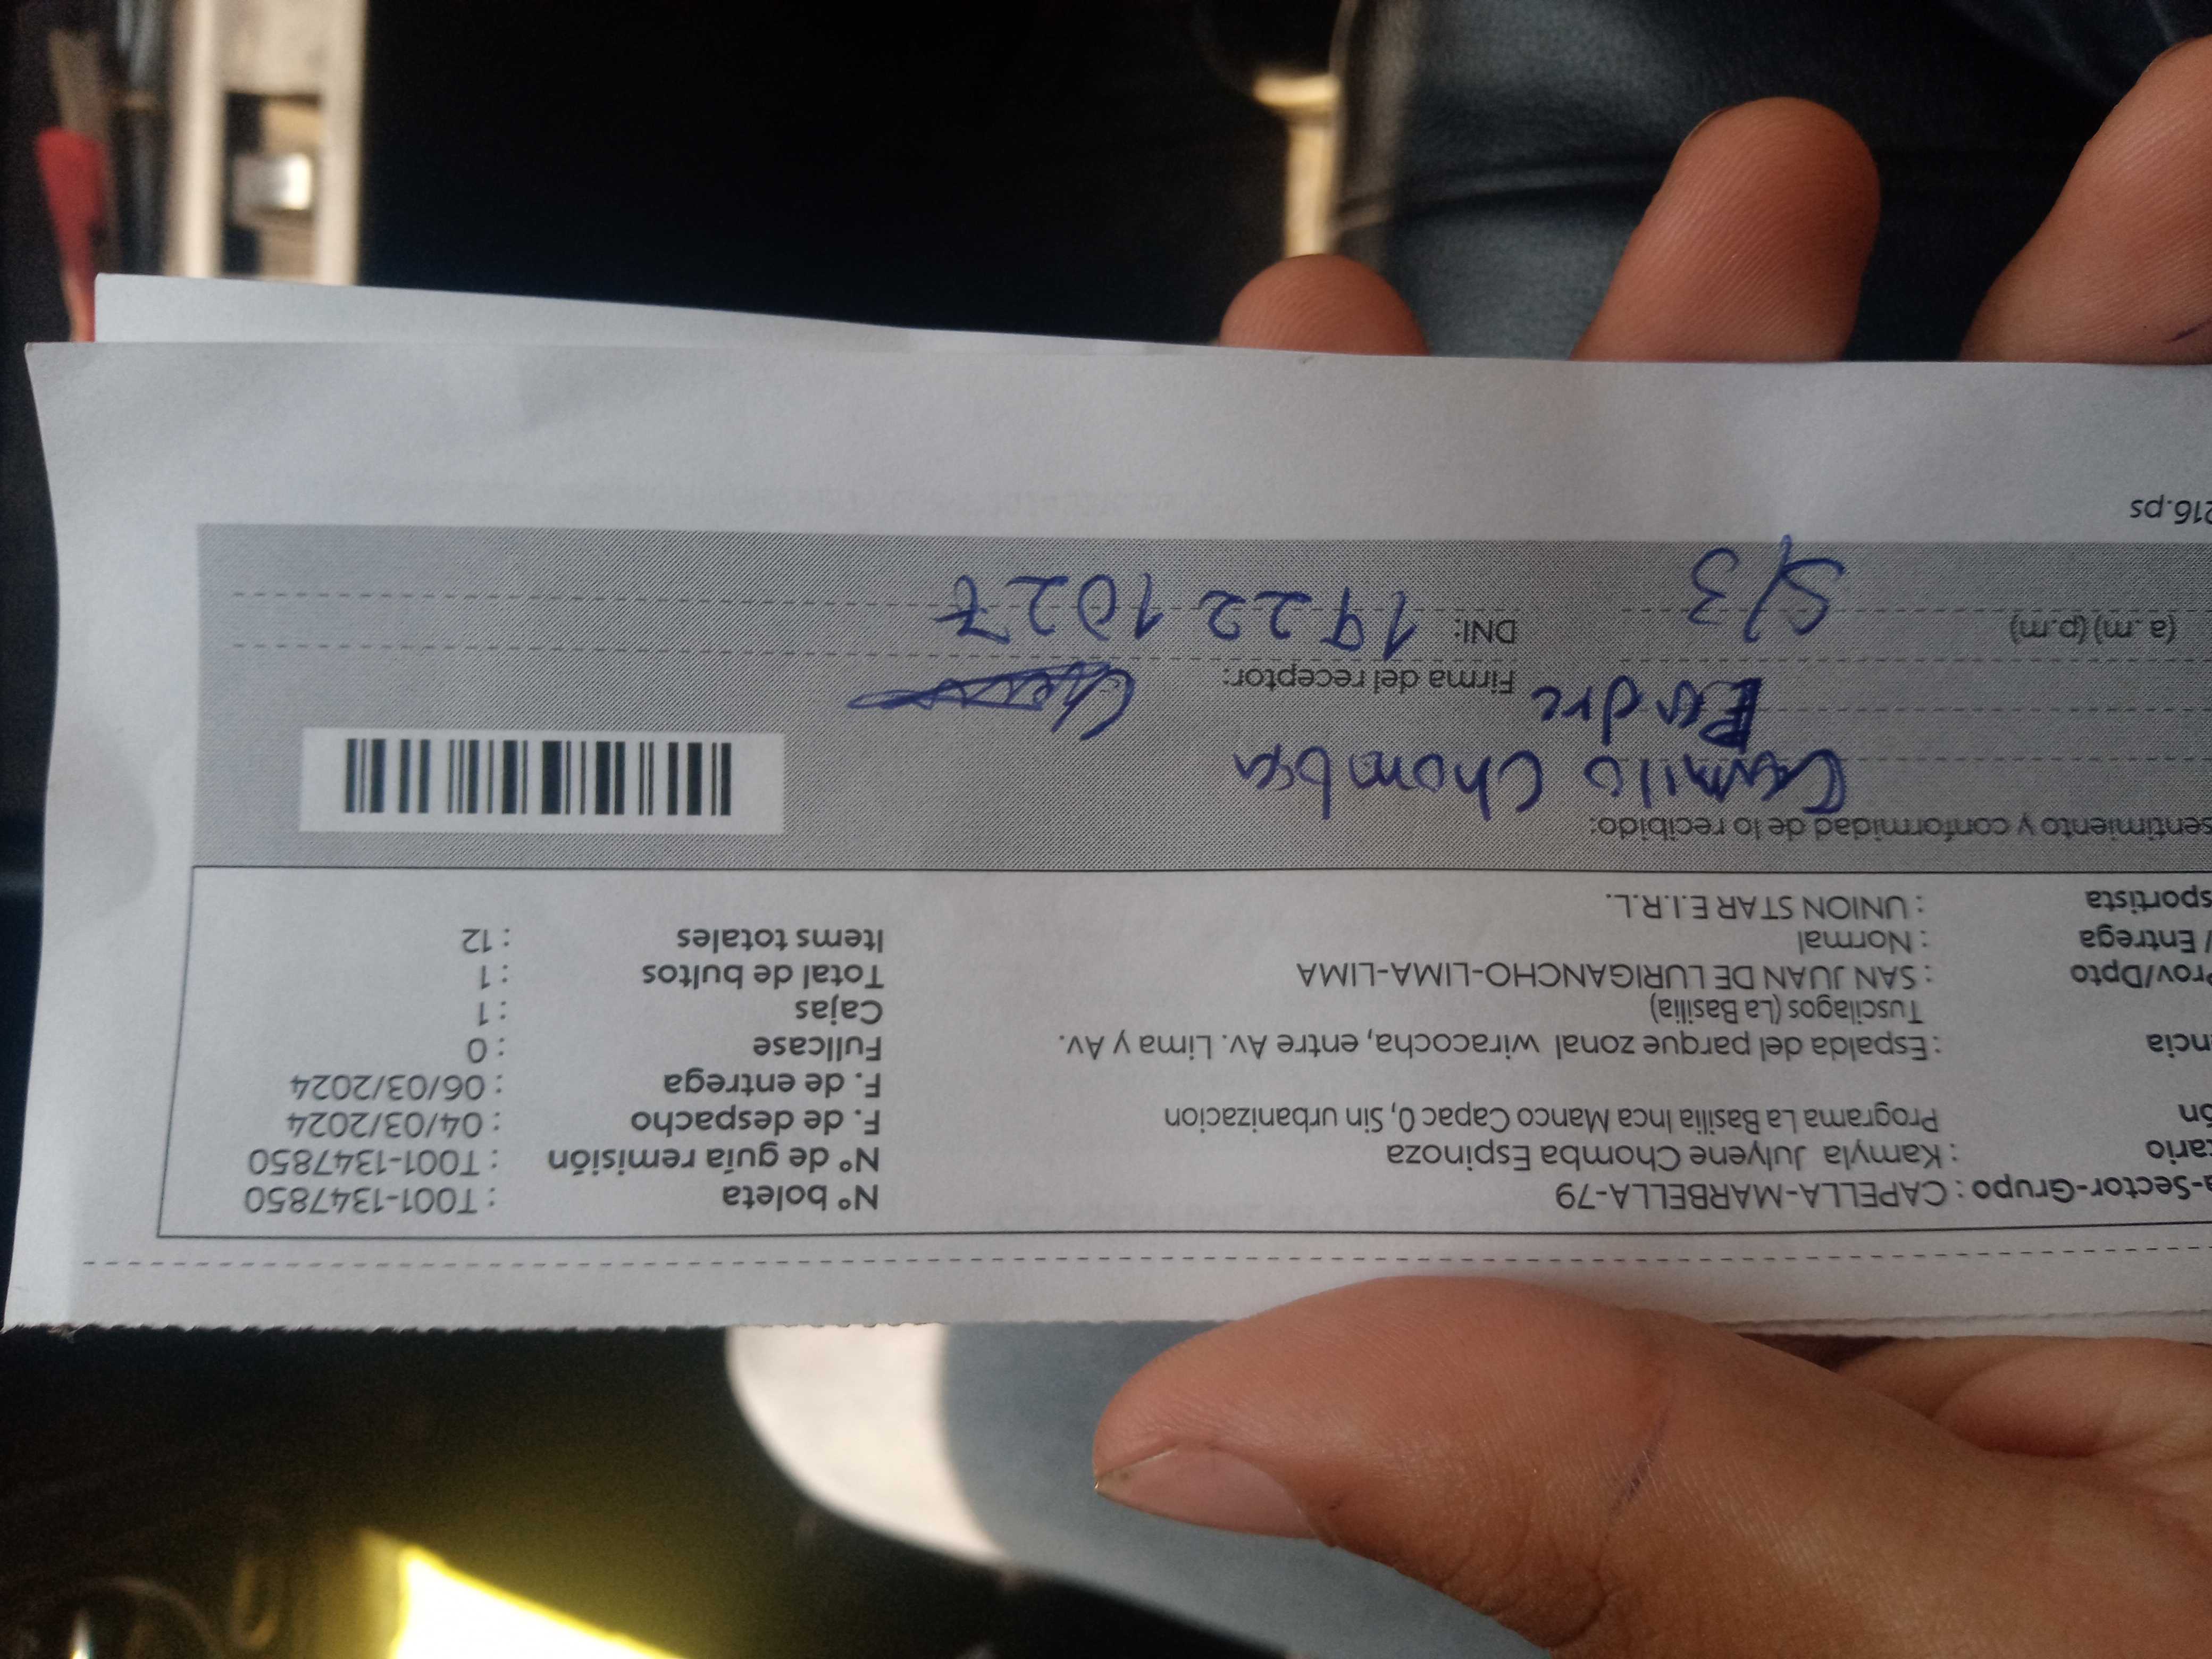 a-Sector-Grupo : CAPELLA-MARBELLA-79
tario : Kamyla Julyene Chomba Espinoza
ón Programa La Basilia Inca Manco Capac 0, Sin urbanizacion
ncia : Espalda del parque zonal wiracocha, entre Av. Lima y Av.
Tuscilagos (La Basilia)
Prov/Dpto : SAN JUAN DE LURIGANCHO-LIMA-LIMA
/ Entrega : Normal
sportista : UNION STAR E.I.R.L.
N° boleta : T001-1347850
N° de guía remisión : T001-1347850
F. de despacho : 04/03/2024
F. de entrega : 06/03/2024
Fullcase : 0
Cajas : 1
Total de bultos : 1
Items totales : 12
sentimiento y conformidad de lo recibido:
Camilo Chomba
Padre
Firma del receptor:
(a. m) (p.m) S/3 DNI: 19221027
216.ps